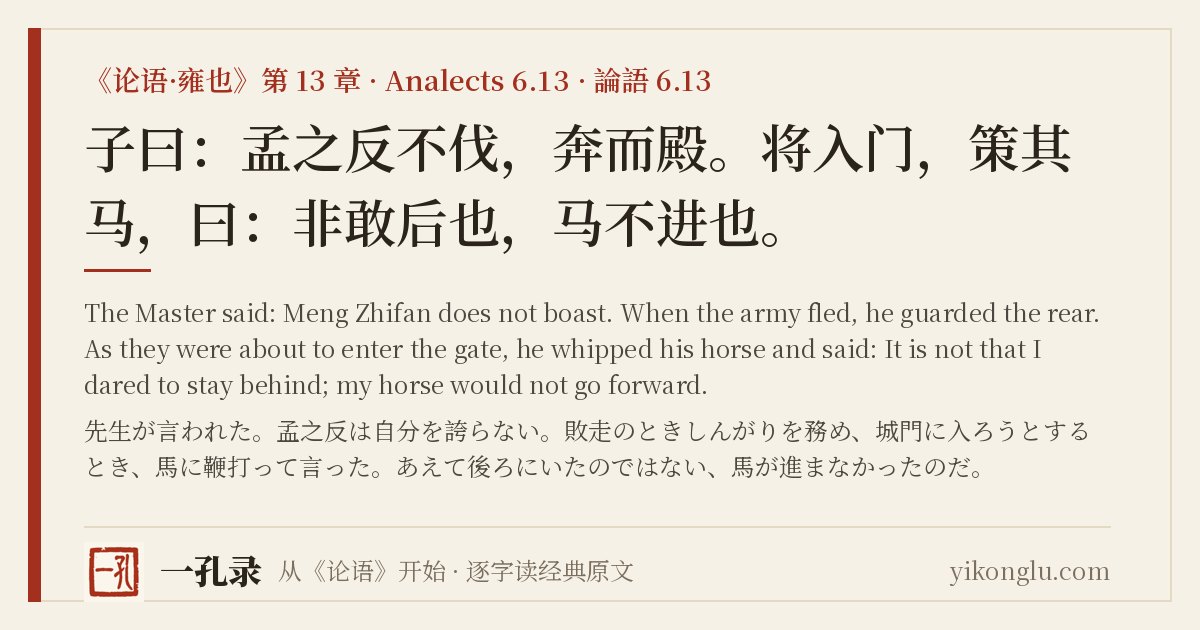 《论语·雍也》第 13 章 · Analects 6.13 · 論語 6.13
子曰：孟之反不伐，奔而殿。将入门，策其
马，曰：非敢后也，马不进也。
The Master said: Meng Zhifan does not boast. When the army fled, he guarded the rear.
As they were about to enter the gate, he whipped his horse and said: It is not that I
dared to stay behind; my horse would not go forward.
先生が言われた。孟之反は自分を誇らない。敗走のときしんがりを務め、城門に入ろうとする
とき、馬に鞭打って言った。あえて後ろにいたのではない、馬が進まなかったのだ。
一孔
一孔录 从《论语》开始 · 逐字读经典原文
yikonglu.com